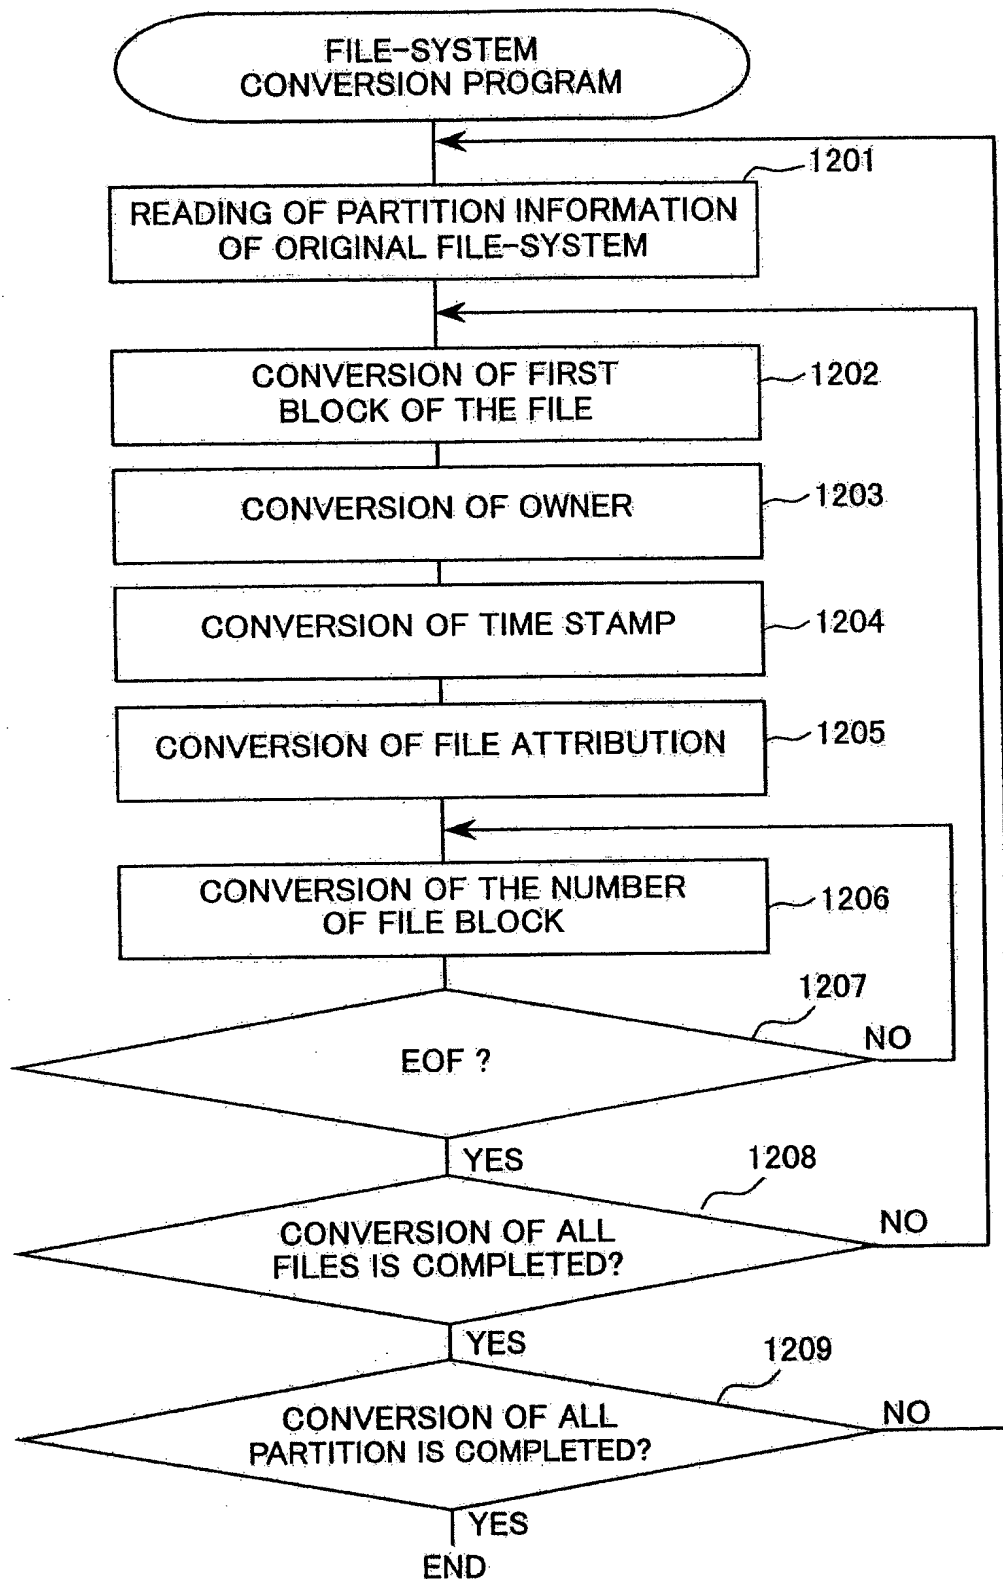 FILE-SYSTEM
CONVERSION PROGRAM
1201
READING OF PARTITION INFORMATION
OF ORIGINAL FILE-SYSTEM
CONVERSION OF FIRST
BLOCK OF THE FILE
1202
CONVERSION OF OWNER
1203
CONVERSION OF TIME STAMP
1204
CONVERSION OF FILE ATTRIBUTION
1205
CONVERSION OF THE NUMBER
OF FILE BLOCK
1206
1207
EOF ?
NO
YES
1208
CONVERSION OF ALL
FILES IS COMPLETED?
NO
YES
1209
CONVERSION OF ALL
PARTITION IS COMPLETED?
NO
YES
END